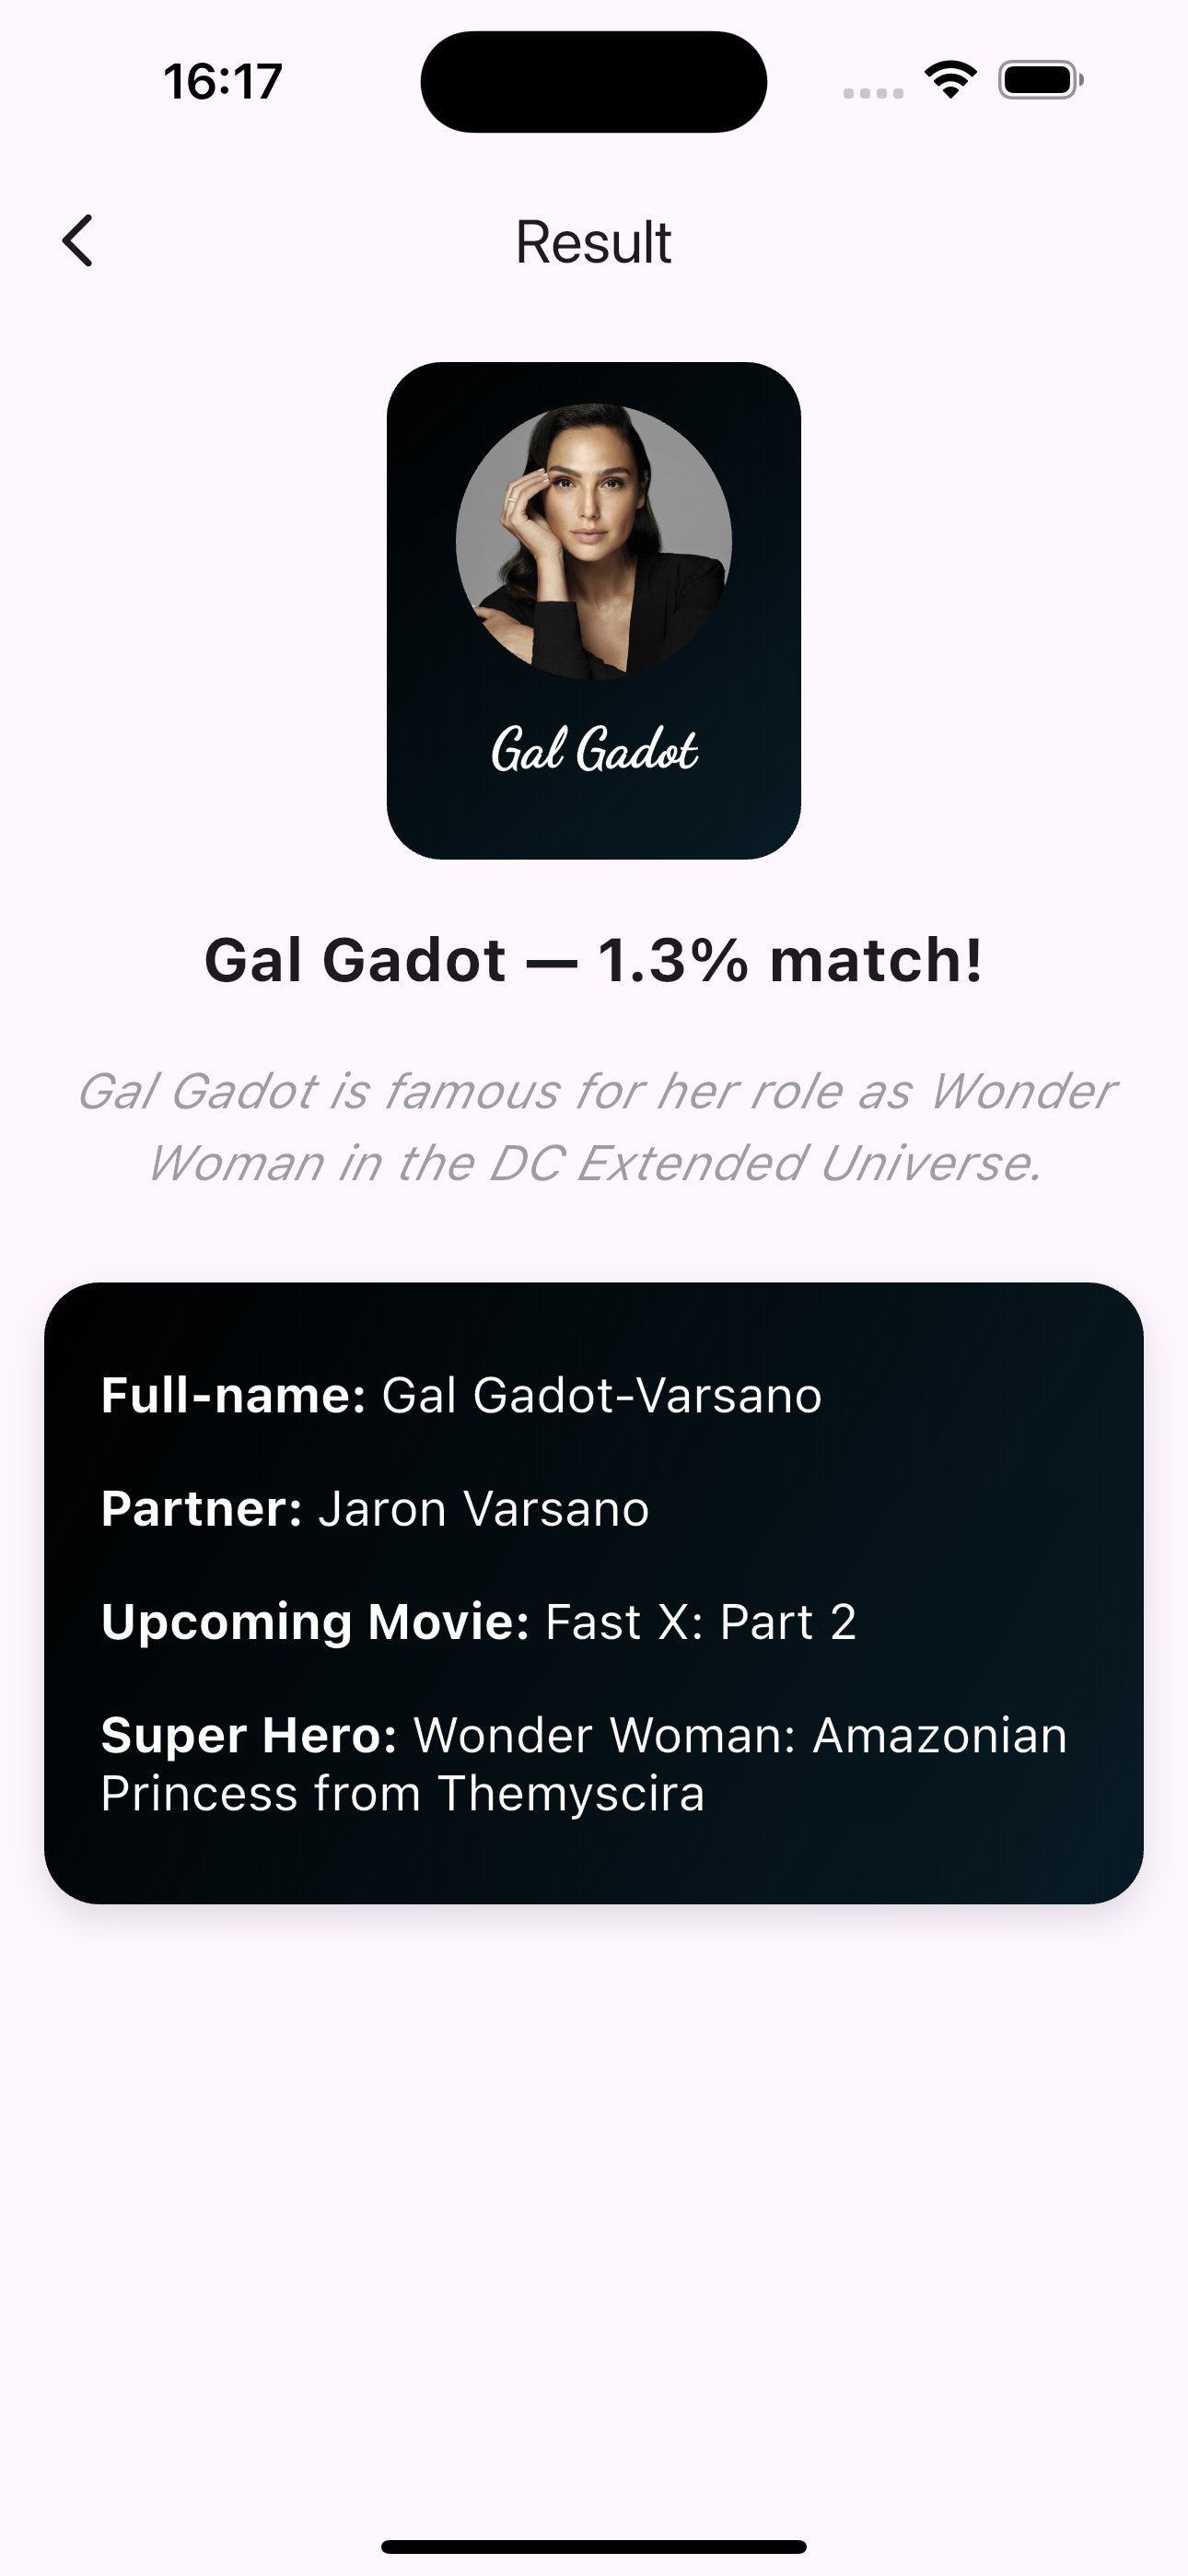 16:17
Result
Gal Gadot
Gal Gadot — 1.3% match!
Gal Gadot is famous for her role as Wonder
Woman in the DC Extended Universe.
Full-name: Gal Gadot-Varsano
Partner: Jaron Varsano
Upcoming Movie: Fast X: Part 2
Super Hero: Wonder Woman: Amazonian
Princess from Themyscira